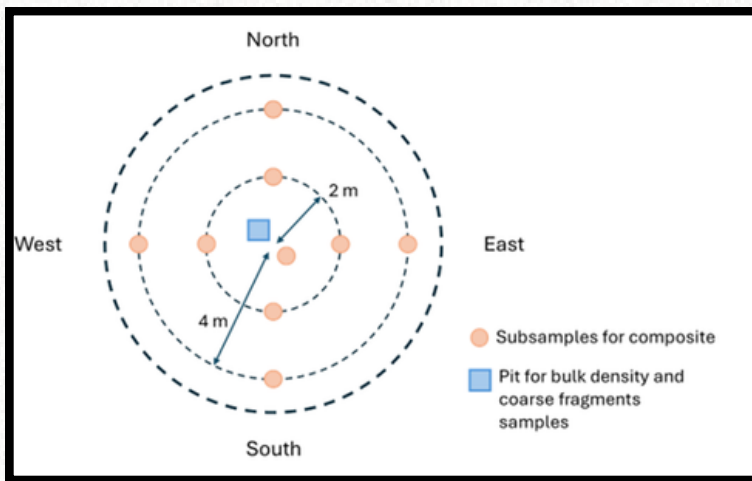 North
2 m
West
East
4 m
Subsamples for composite
Pit for bulk density and
coarse fragments
samples
South